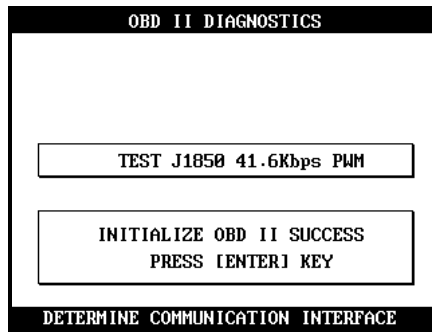 OBD II DIAGNOSTICS
TEST J1850 41.6Kbps PWM
INITIALIZE OBD II SUCCESS
PRESS [ENTER] KEY
DETERMINE COMMUNICATION INTERFACE